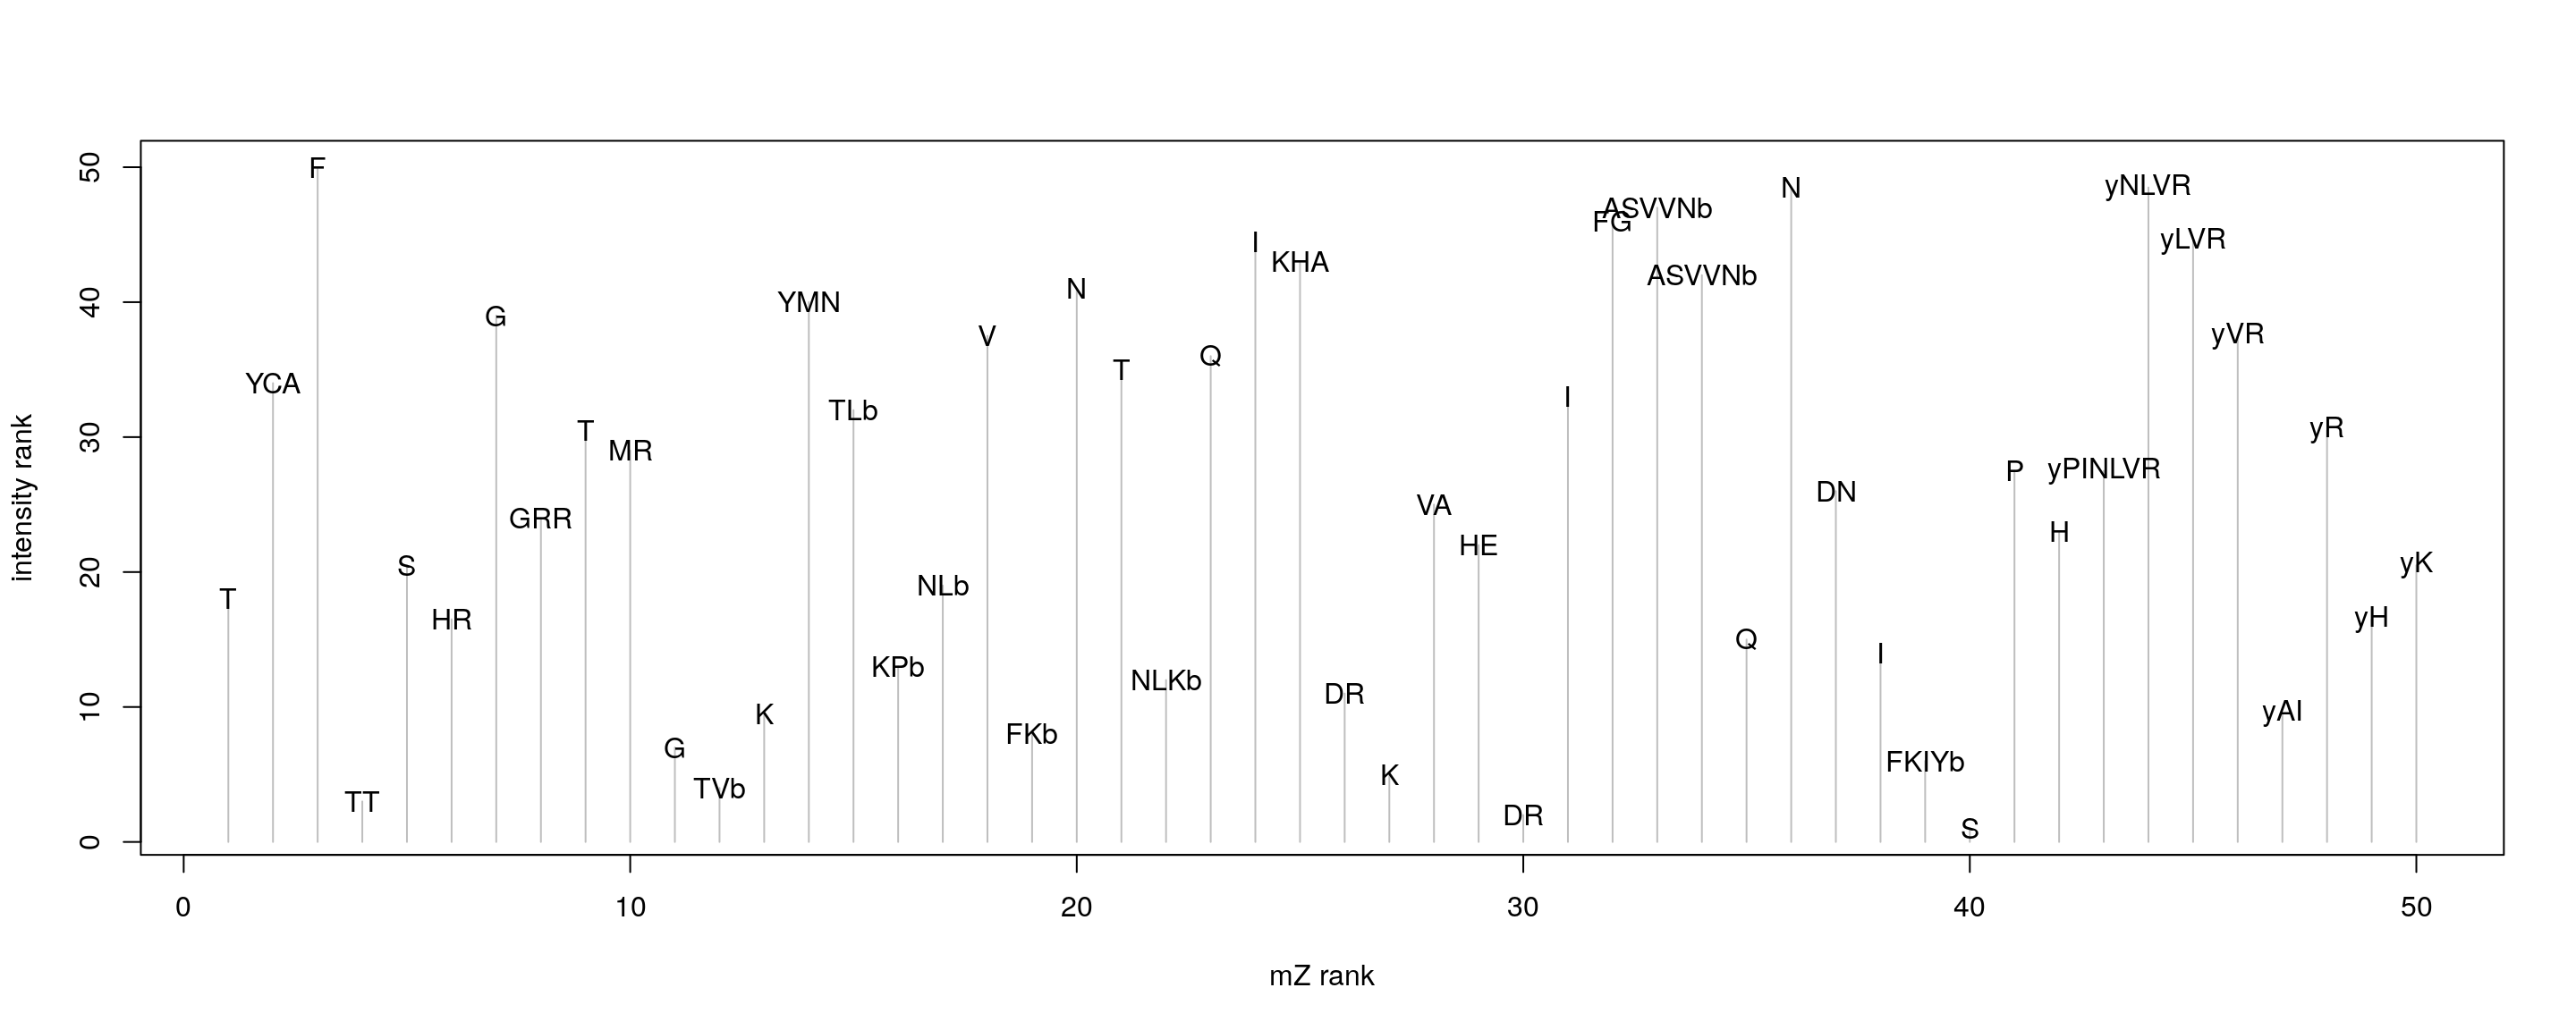 F
ASVVNb
yNLVR
N
FG
yLVR
I
KHA
ASVVNb
N
YMN
G
V
yVR
Q
T
YCA
I
TLb
T
yR
MR
P
yPINLVR
DN
VA
GRR
H
HE
S
yK
NLb
T
HR
yH
Q
KPb
I
NLKb
DR
K
yAI
FKb
G
FKIYb
K
TVb
TT
DR
S
50
40
30
20
10
0
intensity rank
0 10 20 30 40 50
mZ rank